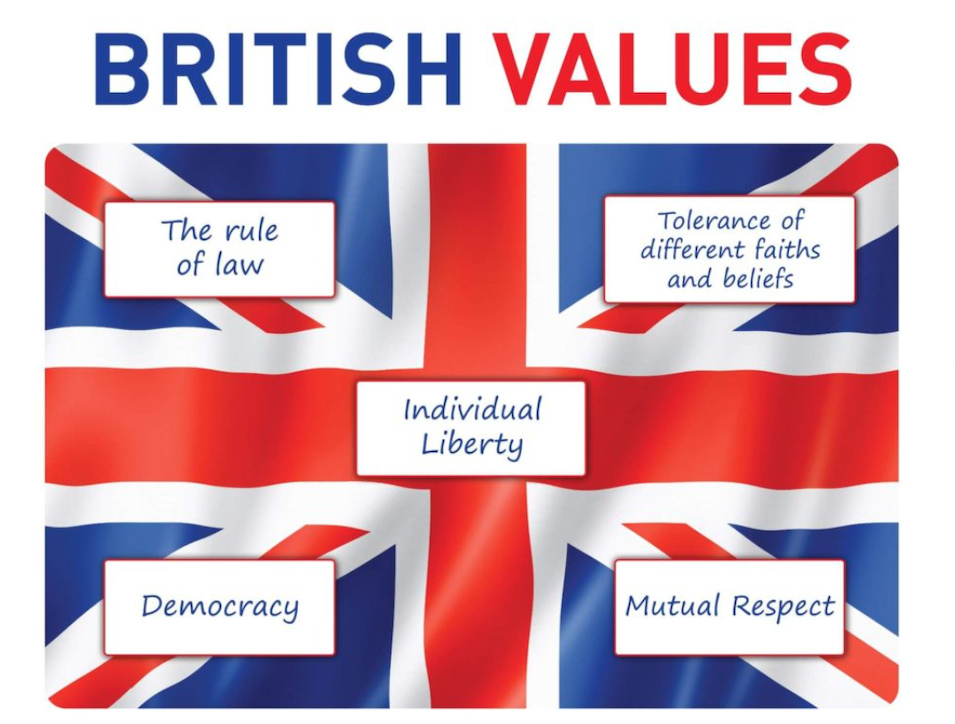 BRITISH VALUES
The rule
of law
Tolerance of
different faiths
and beliefs
Individual
Liberty
Democracy
Mutual Respect